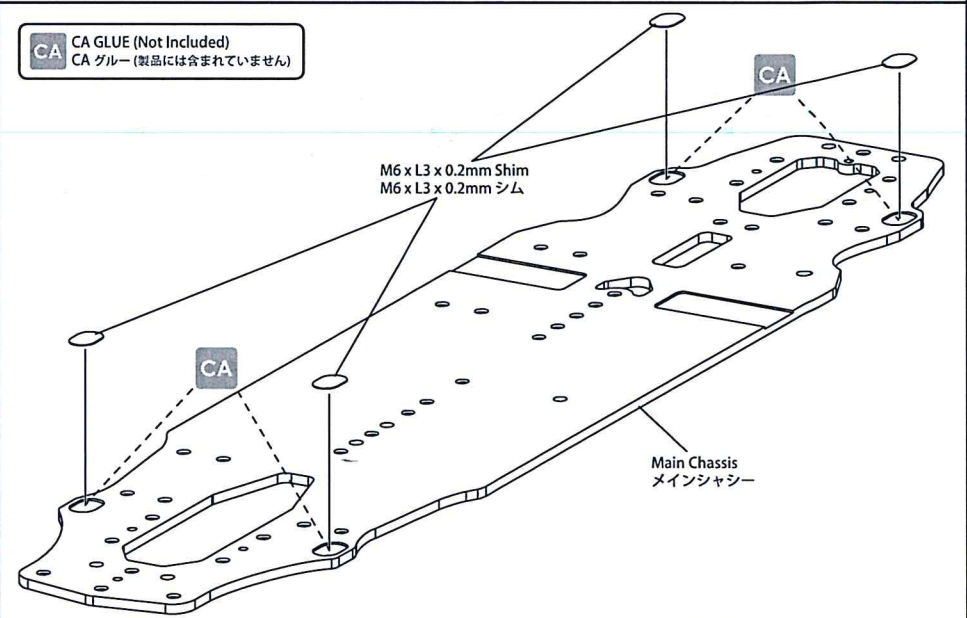 CA
CA GLUE (Not Included)
CA グルー (製品には含まれていません)
CA
M6 x L3 x 0.2mm Shim
M6 x L3 x 0.2mm シム
CA
Main Chassis
メインシャシー